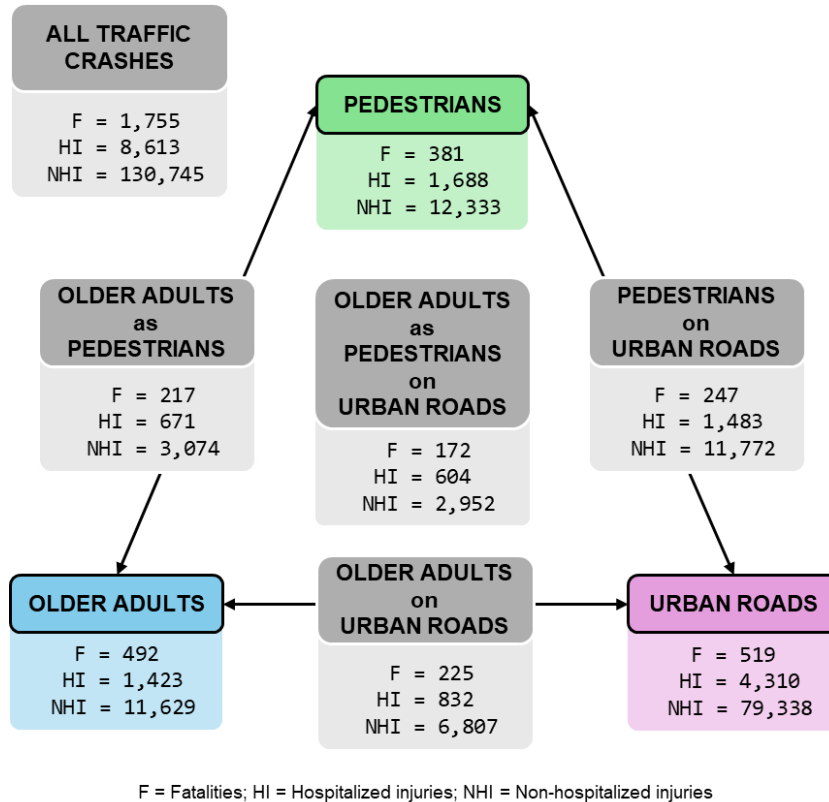 ALL TRAFFIC
CRASHES
F = 1,755
HI = 8,613
NHI = 130,745
PEDESTRIANS
F = 381
HI = 1,688
NHI = 12,333
OLDER ADULTS
as
PEDESTRIANS
F = 217
HI = 671
NHI = 3,074
OLDER ADULTS
as
PEDESTRIANS
on
URBAN ROADS
F = 172
HI = 604
NHI = 2,952
PEDESTRIANS
on
URBAN ROADS
F = 247
HI = 1,483
NHI = 11,772
OLDER ADULTS
F = 492
HI = 1,423
NHI = 11,629
OLDER ADULTS
on
URBAN ROADS
F = 225
HI = 832
NHI = 6,807
URBAN ROADS
F = 519
HI = 4,310
NHI = 79,338
F = Fatalities; HI = Hospitalized injuries; NHI = Non-hospitalized injuries